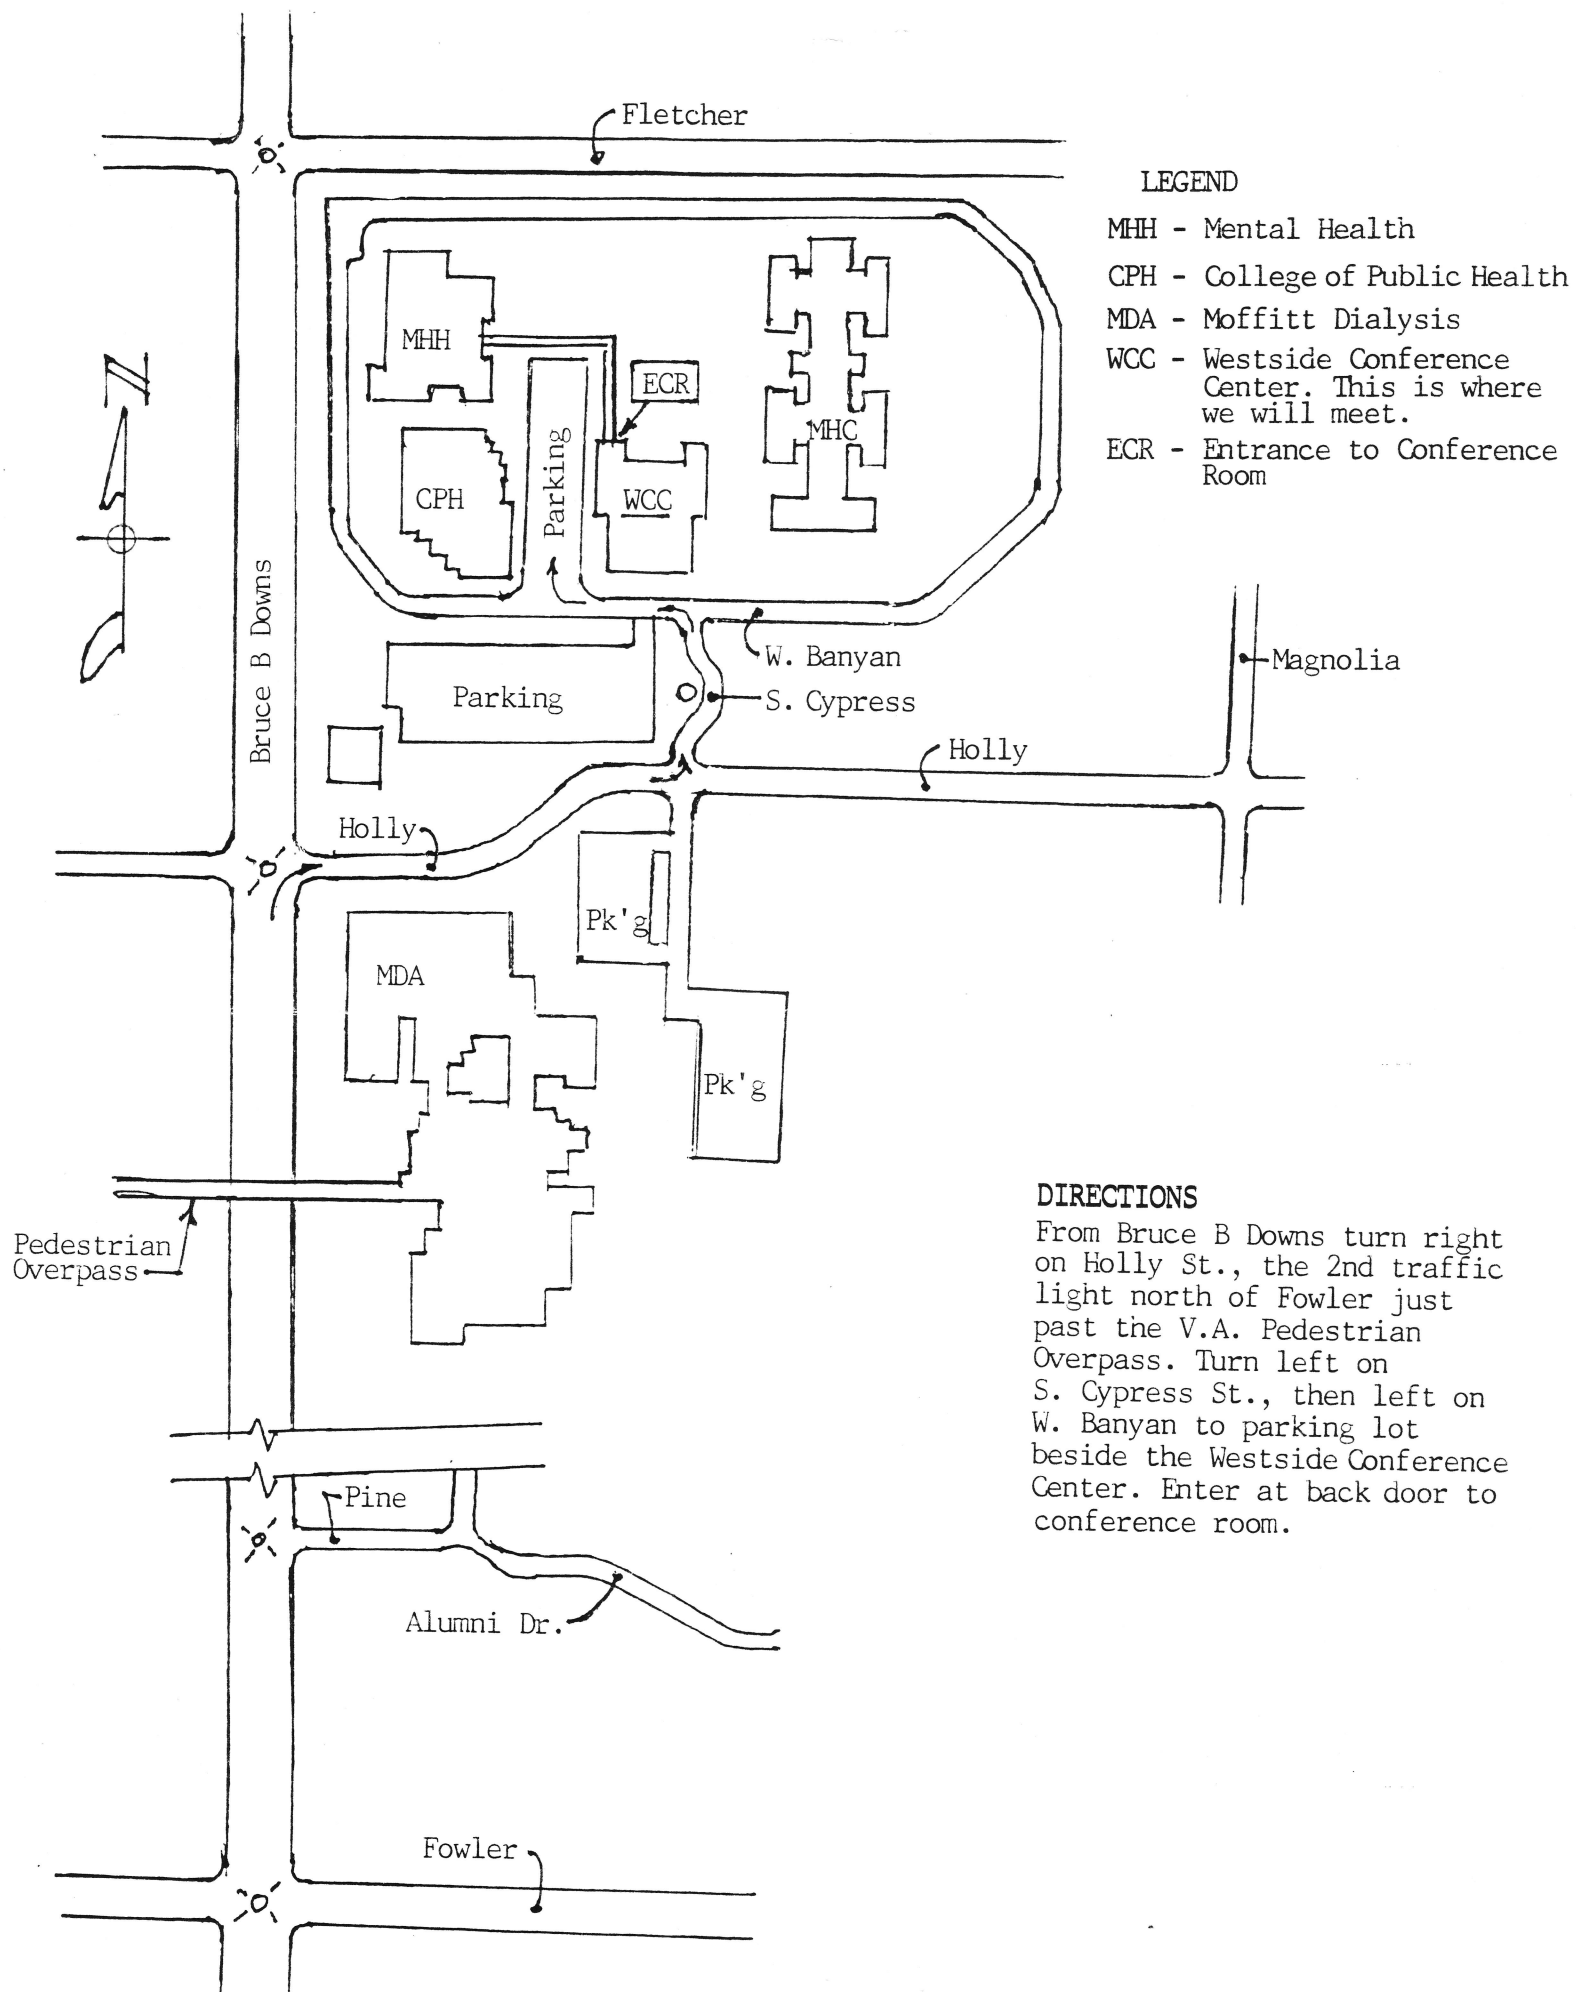 Fletcher
LEGEND
MHH - Mental Health
CPH - College of Public Health
MDA - Moffitt Dialysis
WCC - Westside Conference
Center. This is where
we will meet.
ECR - Entrance to Conference
Room
N
MHH
ECR
MHC
CPH
Parking
WCC
Bruce B Downs
W. Banyan
Magnolia
Parking
S. Cypress
Holly
Holly
Pk'g
MDA
Pk'g
Pedestrian
Overpass
DIRECTIONS
From Bruce B Downs turn right
on Holly St., the 2nd traffic
light north of Fowler just
past the V.A. Pedestrian
Overpass. Turn left on
S. Cypress St., then left on
W. Banyan to parking lot
beside the Westside Conference
Center. Enter at back door to
conference room.
Pine
Alumni Dr.
Fowler